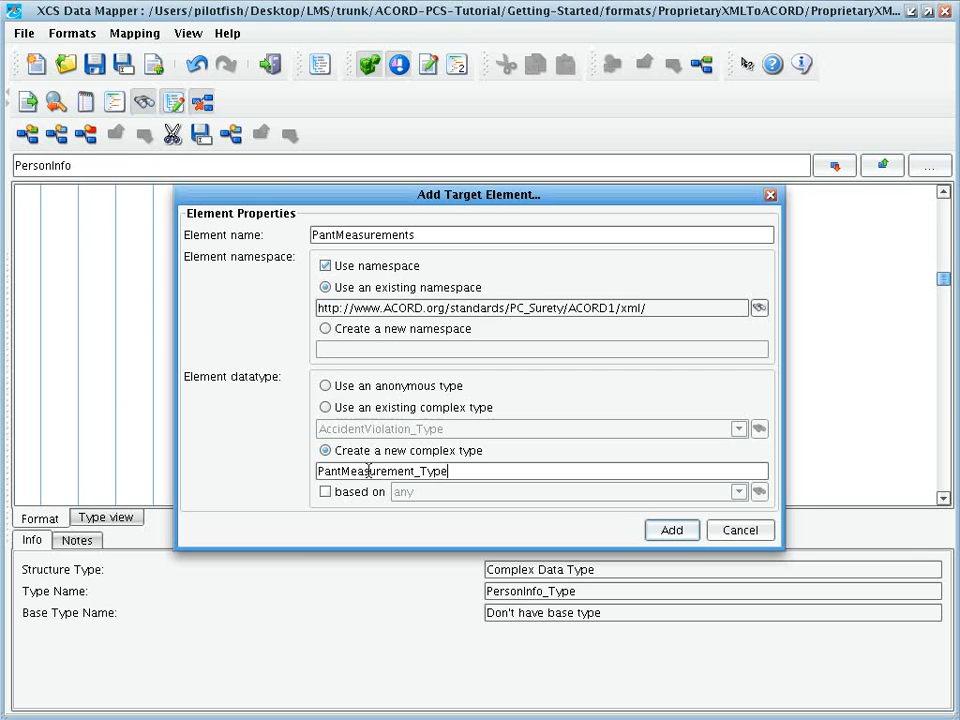 XCS Data Mapper : /Users/pilotfish/Desktop/LMS/trunk/ACORD-PCS-Tutorial/Getting-Started/formats/ProprietaryXMLToACORD/ProprietaryXM...
File Formats Mapping View Help
PersonInfo
...
Add Target Element...
Element Properties
Element name: PantMeasurements
Element namespace: Use namespace
Use an existing namespace
http://www.ACORD.org/standards/PC_Surety/ACORD1/xml/
Create a new namespace
Element datatype: Use an anonymous type
Use an existing complex type
AccidentViolation_Type
Create a new complex type
PantMeasurement_Type
based on any
Add Cancel
Format Type view
Info Notes
Structure Type: Complex Data Type
Type Name: PersonInfo_Type
Base Type Name: Don't have base type